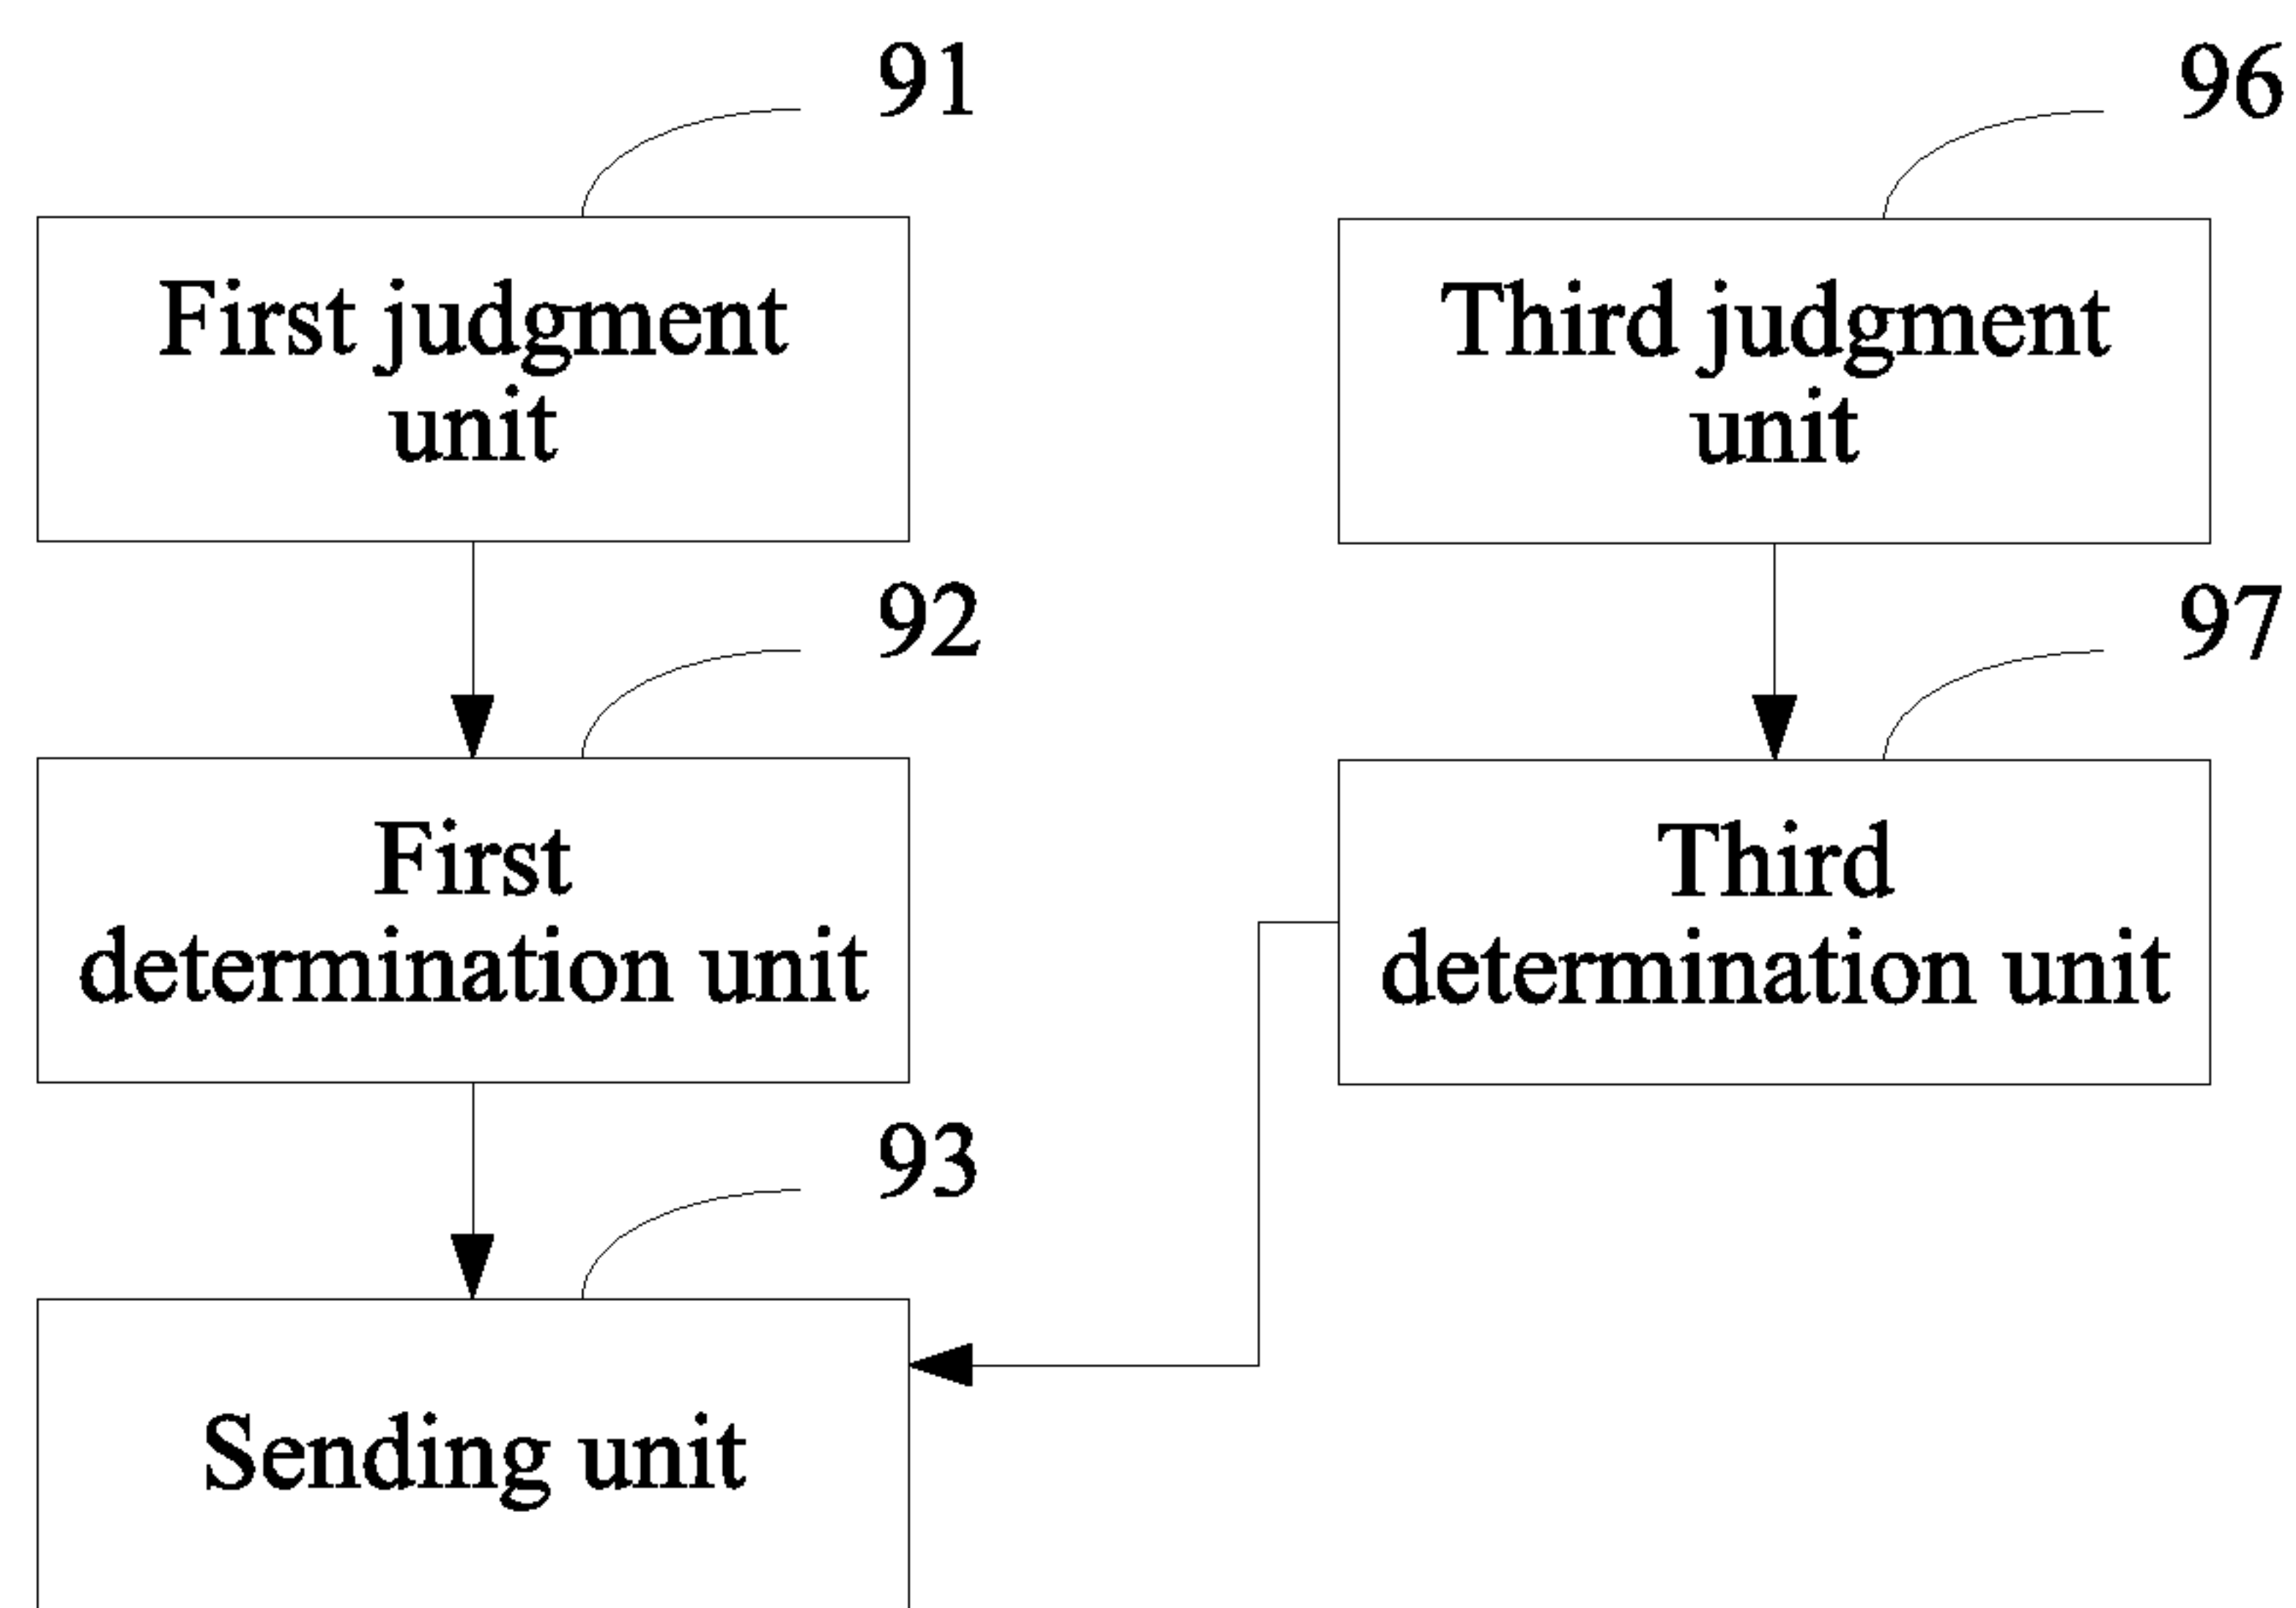 91
First judgment
unit
92
First
determination unit
93
Sending unit
96
Third judgment
unit
97
Third
determination unit